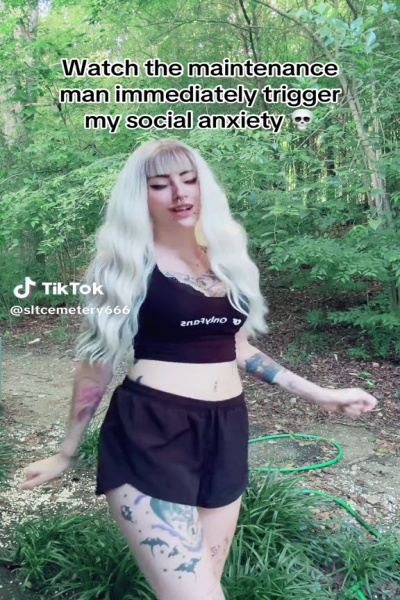 Watch the maintenance
man immediately trigger
my social anxiety 💀
TikTok
@sltcemetery666
OnlyFans